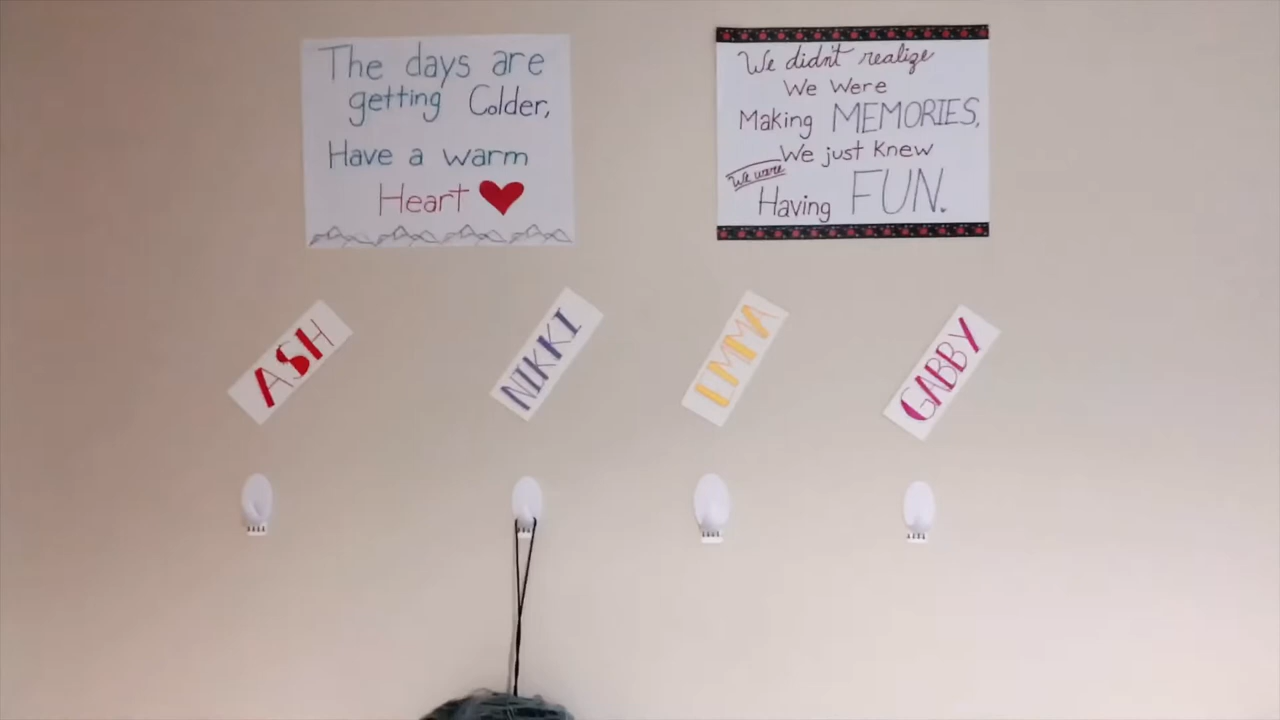 The days are
getting Colder,
Have a warm
Heart
We didn't realize
We Were
Making MEMORIES,
We just knew
We were
Having FUN.
ASH
NIKKI
EMMA
GABBY